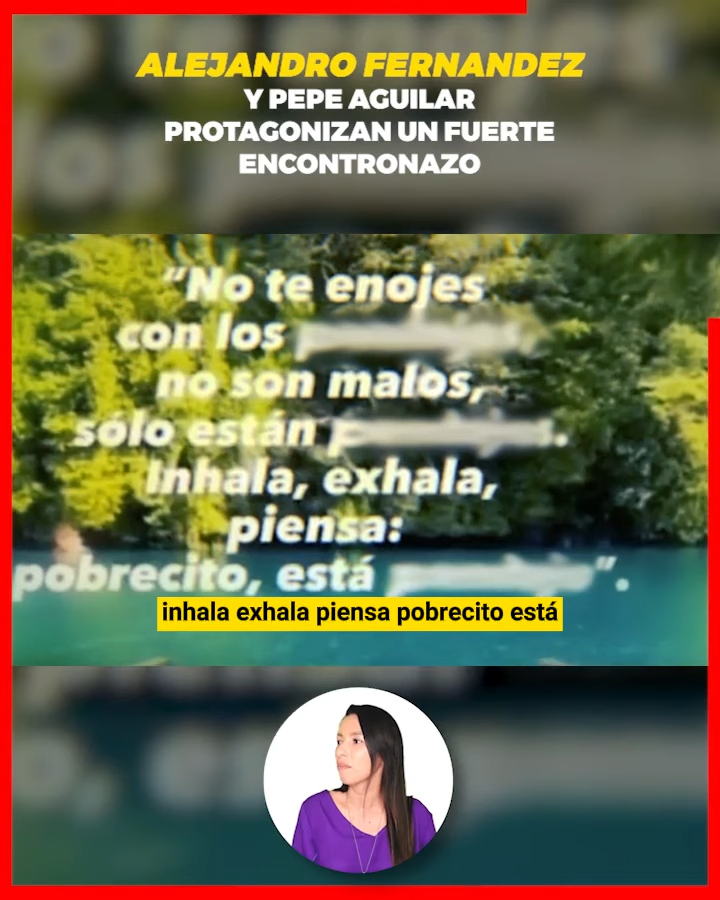 ALEJANDRO FERNANDEZ
Y PEPE AGUILAR
PROTAGONIZAN UN FUERTE
ENCONTRONAZO
"No te enojes
con los
no son malos,
sólo están
Inhala, exhala,
piensa:
pobrecito, está
inhala exhala piensa pobrecito está